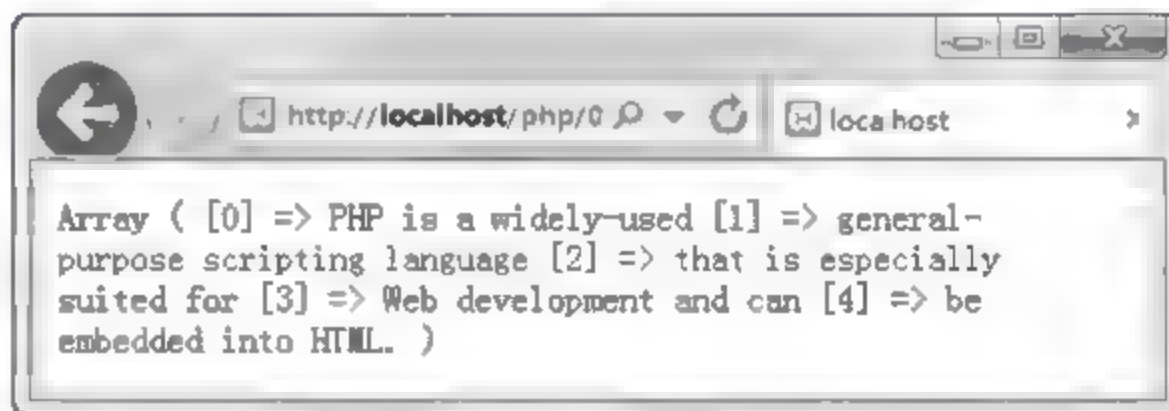 http://localhost/php/0
loca host
Array ( [0] => PHP is a widely-used [1] => general-
purpose scripting language [2] => that is especially
suited for [3] => Web development and can [4] => be
embedded into HTML. )